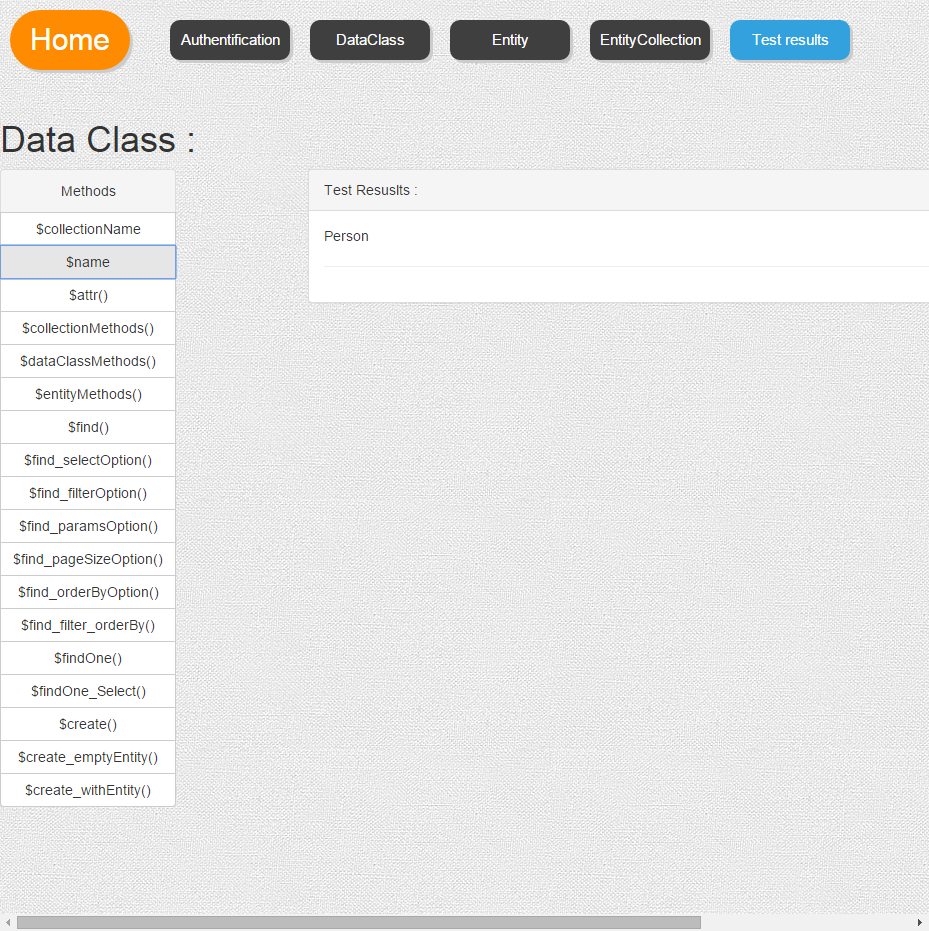 Home
Authentification
DataClass
Entity
EntityCollection
Test results
Data Class :
Methods
$collectionName
$name
$attr()
$collectionMethods()
$dataClassMethods()
$entityMethods()
$find()
$find_selectOption()
$find_filterOption()
$find_paramsOption()
$find_pageSizeOption()
$find_orderByOption()
$find_filter_orderBy()
$findOne()
$findOne_Select()
$create()
$create_emptyEntity()
$create_withEntity()
Test Resuslts :
Person